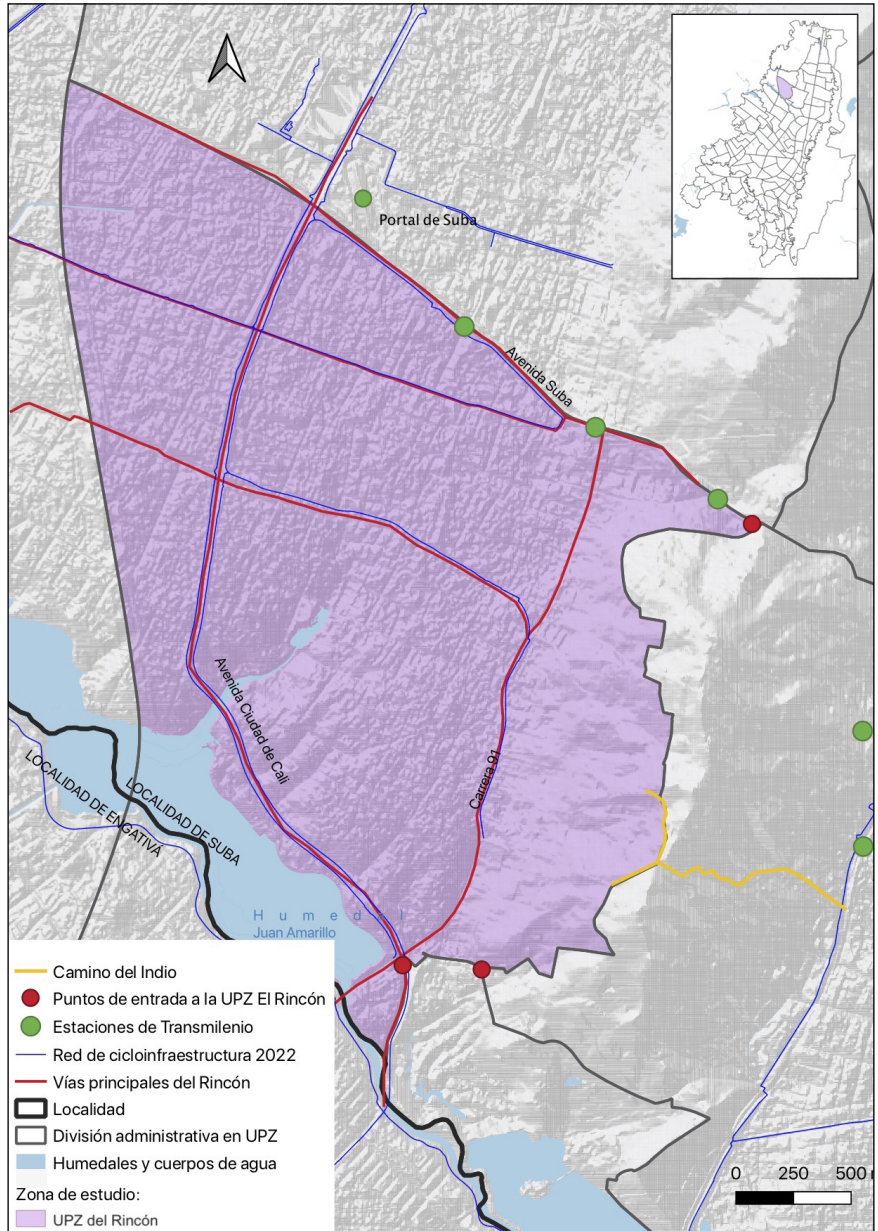 Portal de Suba
Avenida Suba
Avenida Ciudad de Cali
Carrera 91
LOCALIDAD DE SUBA
LOCALIDAD DE ENGATIVA
Humedal
Juan Amarillo
Camino del Indio
Puntos de entrada a la UPZ El Rincón
Estaciones de Transmilenio
Red de cicloinfraestructura 2022
Vías principales del Rincón
Localidad
División administrativa en UPZ
Humedales y cuerpos de agua
Zona de estudio:
UPZ del Rincón
0 250 500